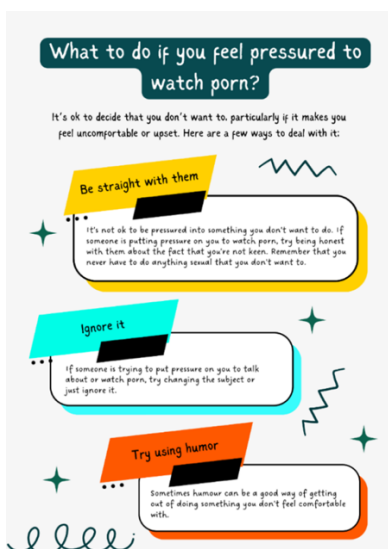 What to do if you feel pressured to
watch porn?
It's ok to decide that you don't want to, particularly if it makes you
feel uncomfortable or upset. Here are a few ways to deal with it:
Be straight with them
It's not ok to be pressured into something you don't want to do. If
someone is putting pressure on you to watch porn, try being honest
with them about the fact that you're not keen. Remember that you
never have to do anything sexual that you don't want to.
Ignore it
If someone is trying to put pressure on you to talk
about or watch porn, try changing the subject or
just ignore it.
Try using humor
Sometimes humour can be a good way of getting
out of doing something you don't feel comfortable
with.